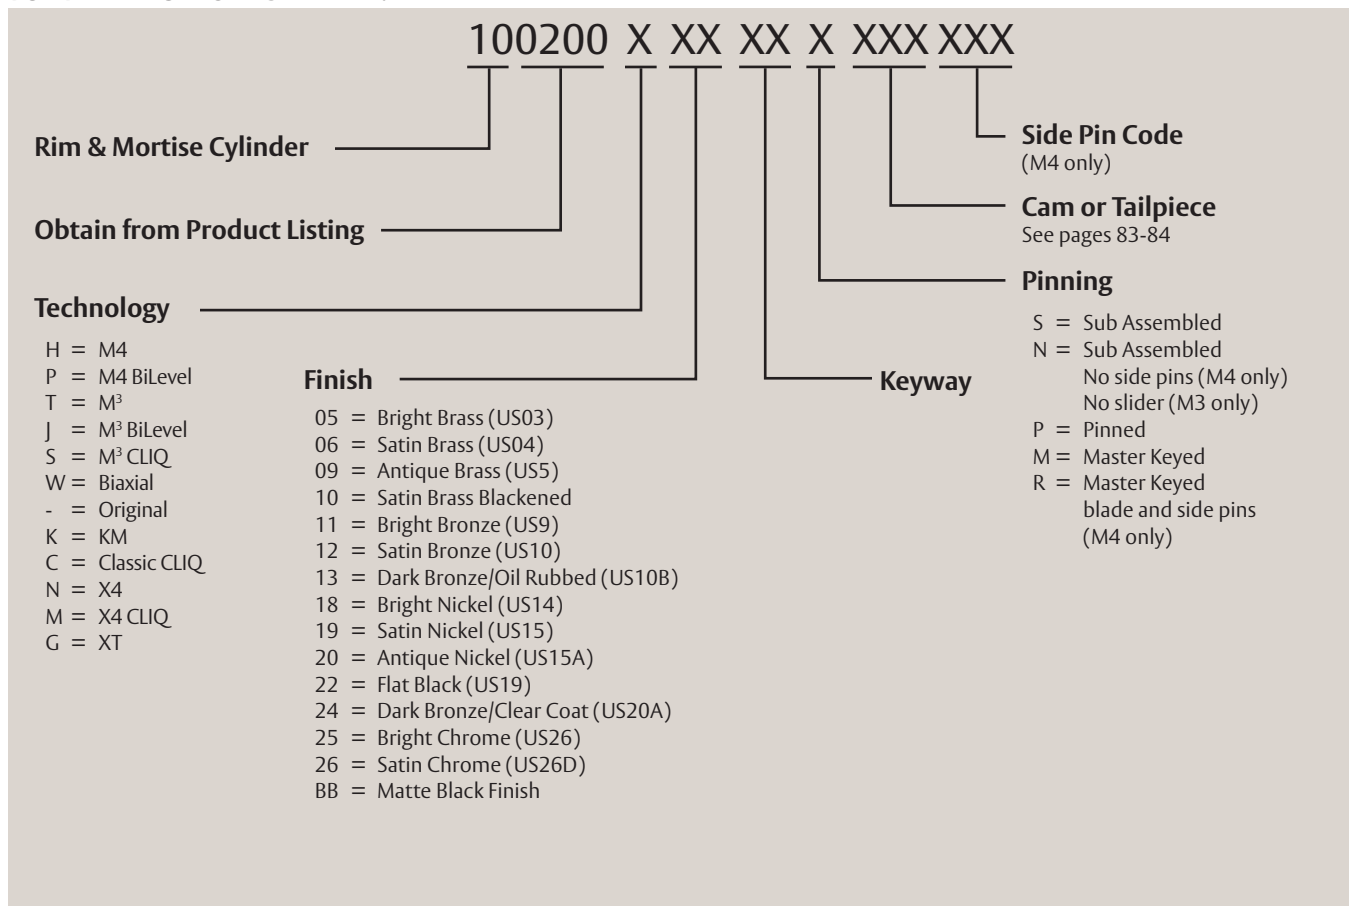 100200 X XX XX X XXX XXX
Rim & Mortise Cylinder
Obtain from Product Listing
Technology
H = M4
P = M4 BiLevel
T = M³
J = M³ BiLevel
S = M³ CLIQ
W = Biaxial
- = Original
K = KM
C = Classic CLIQ
N = X4
M = X4 CLIQ
G = XT
Finish
05 = Bright Brass (US03)
06 = Satin Brass (US04)
09 = Antique Brass (US5)
10 = Satin Brass Blackened
11 = Bright Bronze (US9)
12 = Satin Bronze (US10)
13 = Dark Bronze/Oil Rubbed (US10B)
18 = Bright Nickel (US14)
19 = Satin Nickel (US15)
20 = Antique Nickel (US15A)
22 = Flat Black (US19)
24 = Dark Bronze/Clear Coat (US20A)
25 = Bright Chrome (US26)
26 = Satin Chrome (US26D)
BB = Matte Black Finish
Keyway
Side Pin Code
(M4 only)
Cam or Tailpiece
See pages 83-84
Pinning
S = Sub Assembled
N = Sub Assembled
No side pins (M4 only)
No slider (M3 only)
P = Pinned
M = Master Keyed
R = Master Keyed
blade and side pins
(M4 only)